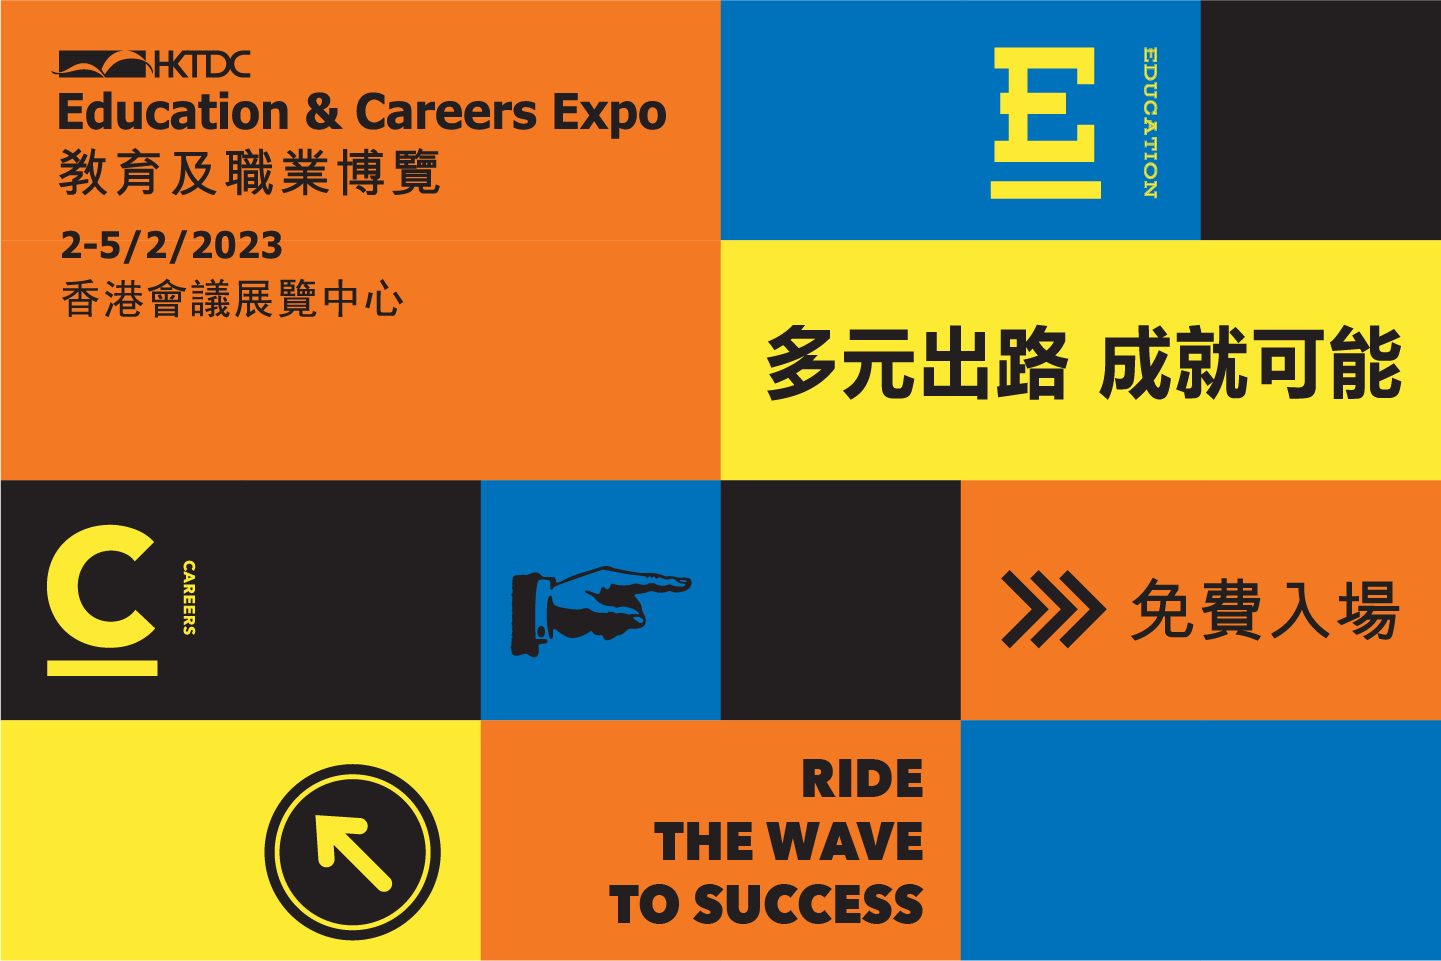 HKTDC
Education & Careers Expo
教育及職業博覽
2-5/2/2023
香港會議展覽中心
E
EDUCATION
多元出路 成就可能
C
CAREERS
免費入場
RIDE
THE WAVE
TO SUCCESS